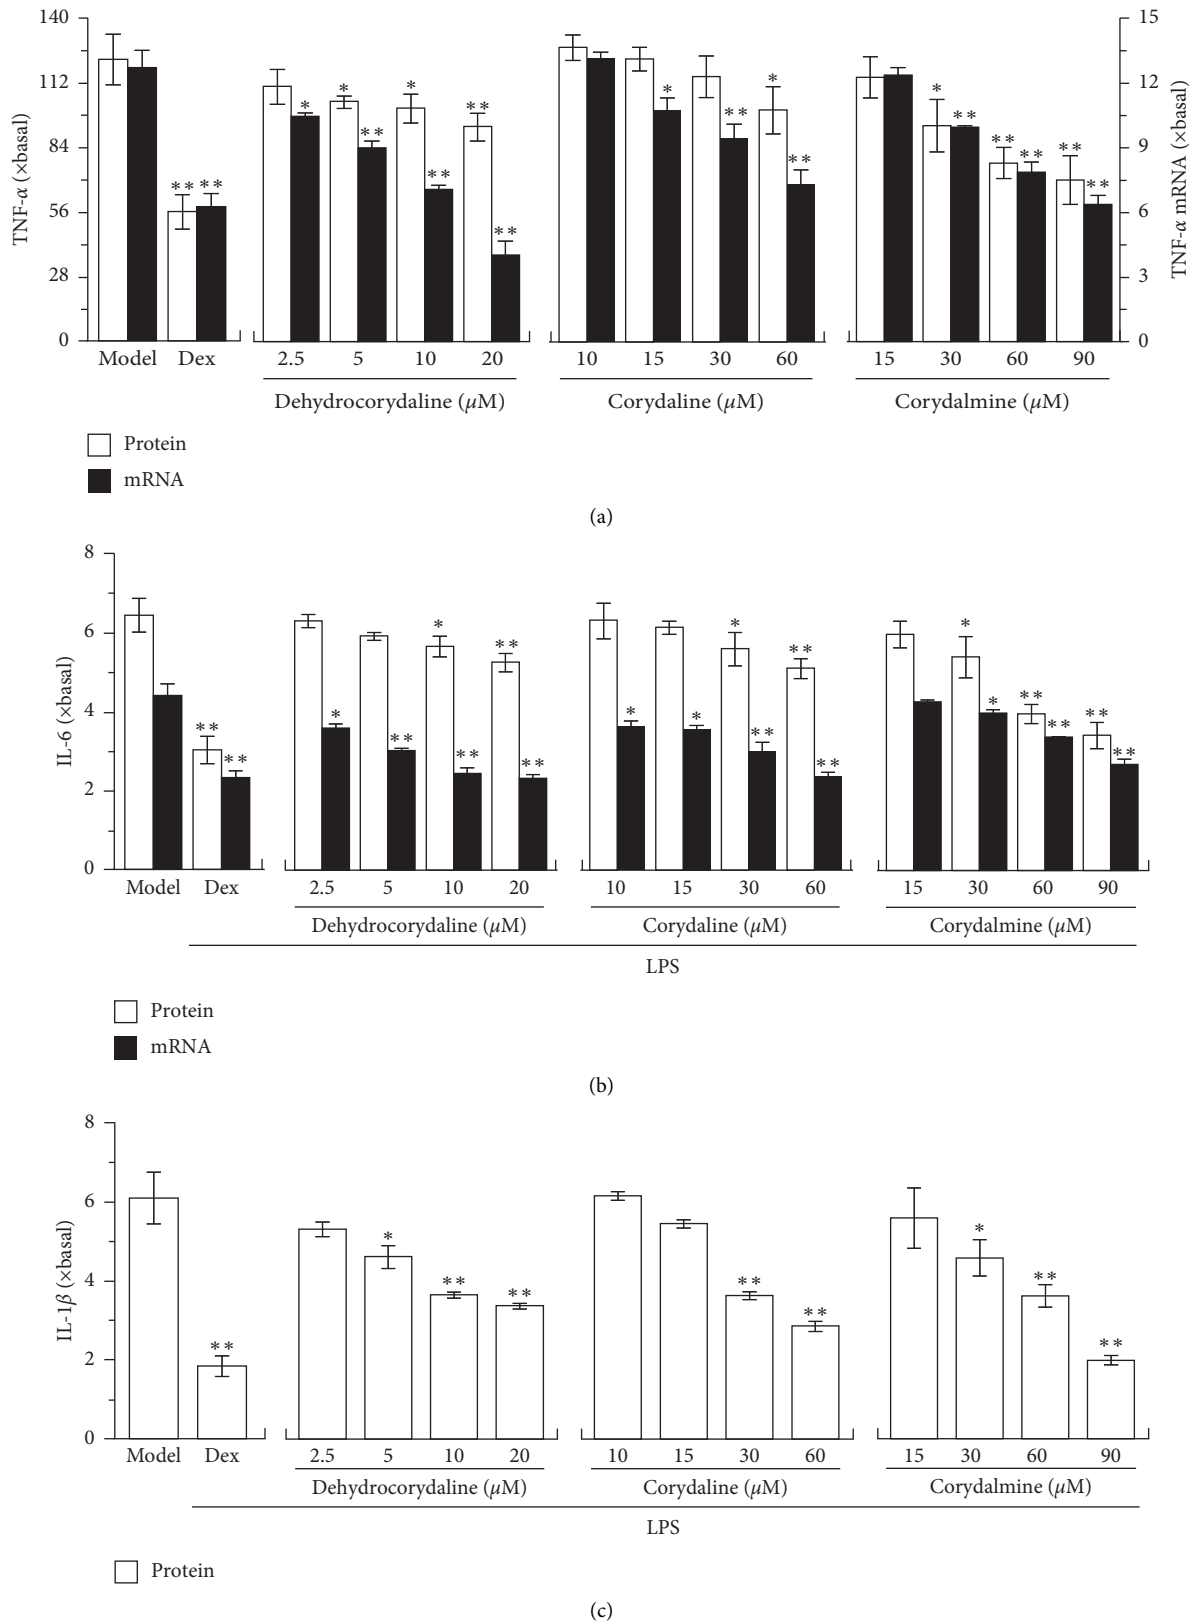 140
112
84
56
28
0
TNF-α (×basal)
15
12
9
6
3
0
TNF-α mRNA (×basal)
** ** * * ** * ** ** ** * ** * ** * ** ** ** ** ** **
Model Dex 2.5 5 10 20 10 15 30 60 15 30 60 90
Dehydrocorydaline (μM) Corydaline (μM) Corydalmine (μM)
Protein
mRNA
(a)
8
6
4
2
0
IL-6 (×basal)
** ** * ** * ** ** ** * * * ** ** ** * * ** ** ** **
Model Dex 2.5 5 10 20 10 15 30 60 15 30 60 90
Dehydrocorydaline (μM) Corydaline (μM) Corydalmine (μM)
LPS
Protein
mRNA
(b)
8
6
4
2
0
IL-1β (×basal)
** * ** ** ** ** * ** **
Model Dex 2.5 5 10 20 10 15 30 60 15 30 60 90
Dehydrocorydaline (μM) Corydaline (μM) Corydalmine (μM)
LPS
Protein
(c)